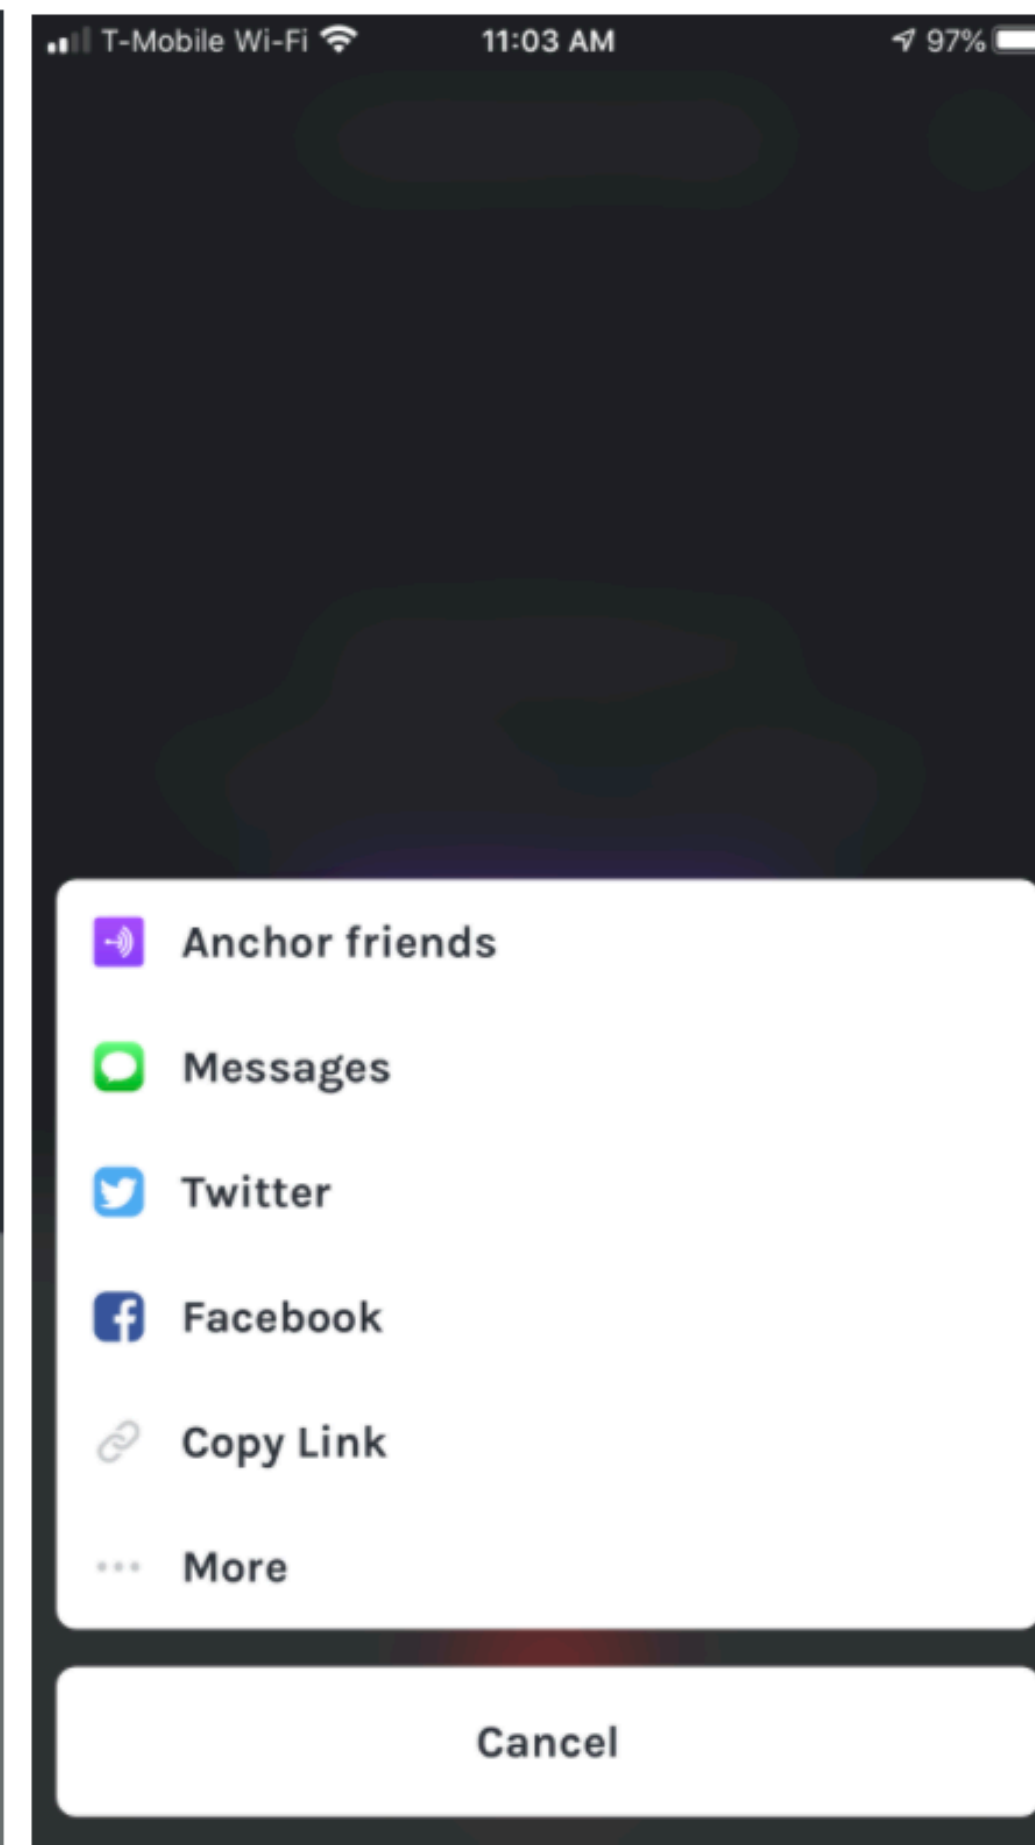 T-Mobile Wi-Fi 11:03 AM 97%
Anchor friends
Messages
Twitter
Facebook
Copy Link
More
Cancel